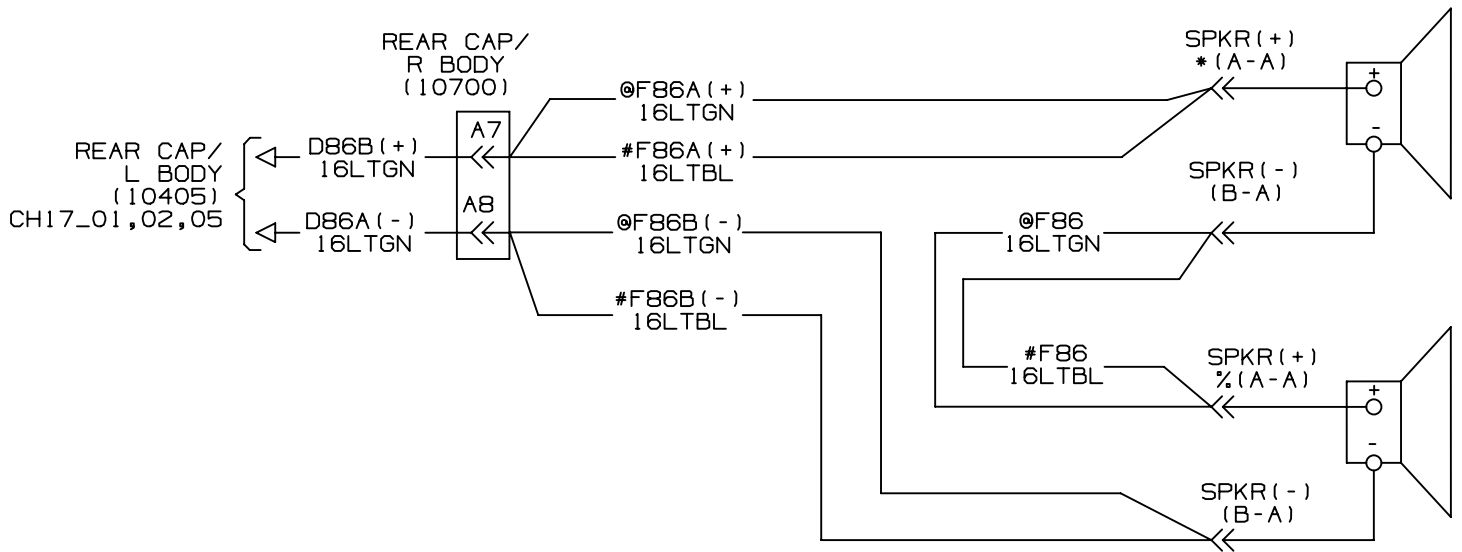 REAR CAP/
R BODY
(10700)
SPKR(+)
*(A-A)
+
-
@F86A(+)
16LTGN
A7
D86B(+)
16LTGN
#F86A(+)
16LTBL
REAR CAP/
L BODY
(10405)
CH17_01,02,05
SPKR(-)
(B-A)
A8
D86A(-)
16LTGN
@F86B(-)
16LTGN
@F86
16LTGN
#F86B(-)
16LTBL
#F86
16LTBL
SPKR(+)
%(A-A)
+
-
SPKR(-)
(B-A)